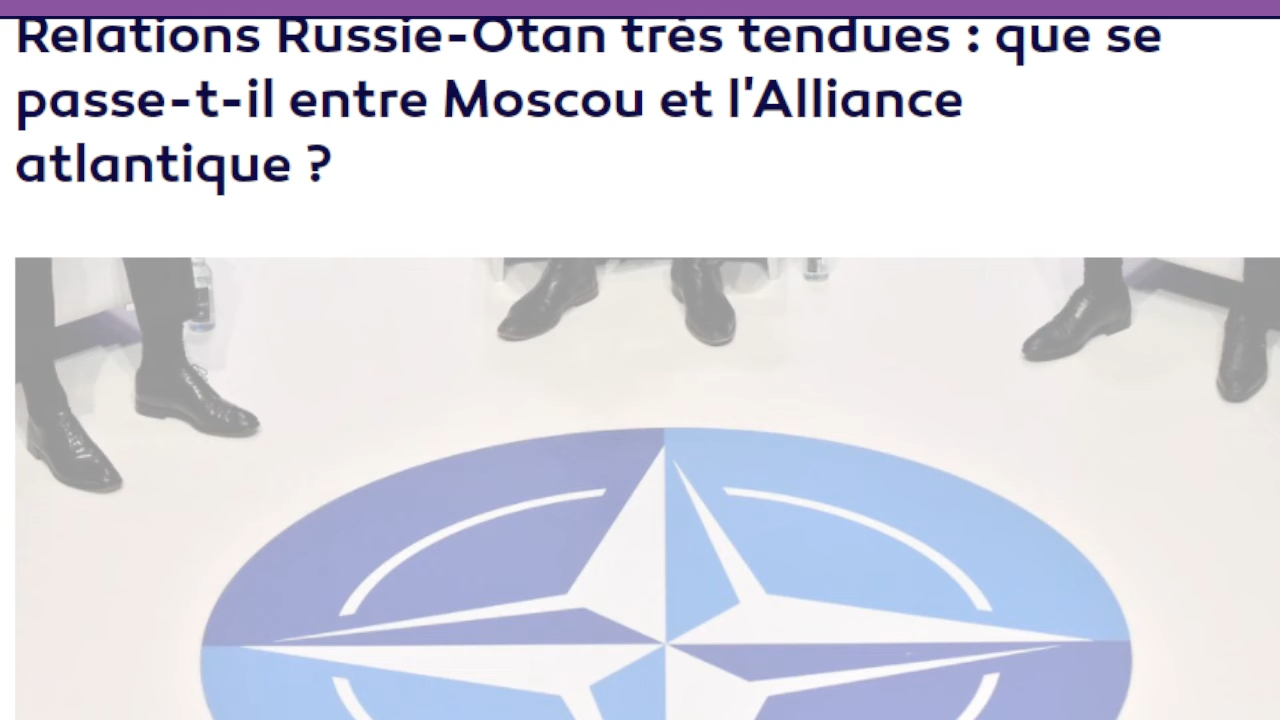 Relations Russie-Otan très tendues : que se
passe-t-il entre Moscou et l'Alliance
atlantique ?